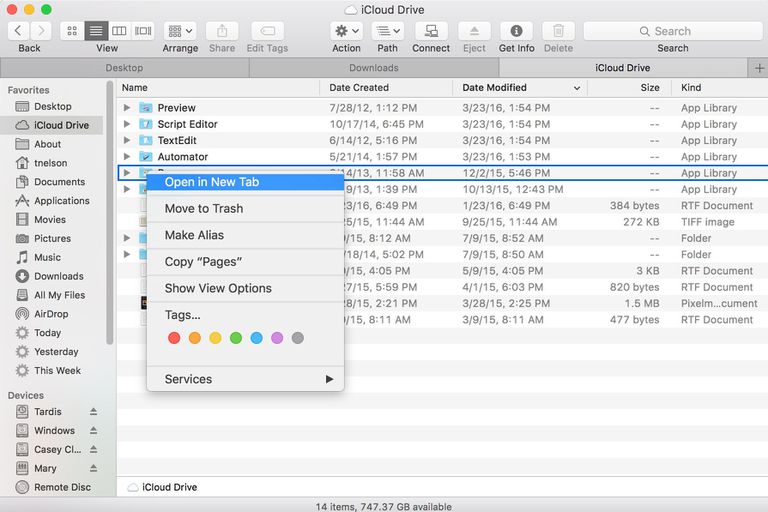 iCloud Drive
Back View Arrange Share Edit Tags Action Path Connect Eject Get Info Delete Search
Search
Desktop Downloads iCloud Drive +
Favorites
Desktop
iCloud Drive
About
tnelson
Documents
Applications
Movies
Pictures
Music
Downloads
All My Files
AirDrop
Today
Yesterday
This Week
Devices
Tardis
Windows
Casey Cl...
Mary
Remote Disc
Name Date Created Date Modified Size Kind
Preview 7/28/12, 1:12 PM 3/23/16, 1:54 PM -- App Library
Script Editor 10/17/14, 6:45 PM 3/23/16, 1:54 PM -- App Library
TextEdit 6/14/12, 5:16 PM 3/23/16, 1:54 PM -- App Library
Automator 5/21/14, 1:57 PM 3/23/16, 1:53 PM -- App Library
14/13, 11:58 AM 12/2/15, 5:46 PM -- App Library
9/13, 1:39 PM 10/13/15, 12:43 PM -- App Library
23/16, 6:49 PM 1/23/16, 6:49 PM 384 bytes RTF Document
25/15, 11:44 AM 9/25/15, 11:44 AM 272 KB TIFF image
9/15, 8:12 AM 7/9/15, 8:52 AM -- Folder
18/14, 5:02 PM 7/9/15, 8:50 AM -- Folder
9/15, 4:05 PM 5/9/15, 4:05 PM 3 KB RTF Document
27/15, 5:59 PM 4/1/15, 6:03 PM 820 bytes RTF Document
28/15, 2:21 PM 3/28/15, 2:25 PM 1.5 MB Pixelm...cument
9/15, 8:11 AM 3/9/15, 8:11 AM 477 bytes RTF Document
Open in New Tab
Move to Trash
Make Alias
Copy “Pages”
Show View Options
Tags...
Services
iCloud Drive
14 items, 747.37 GB available